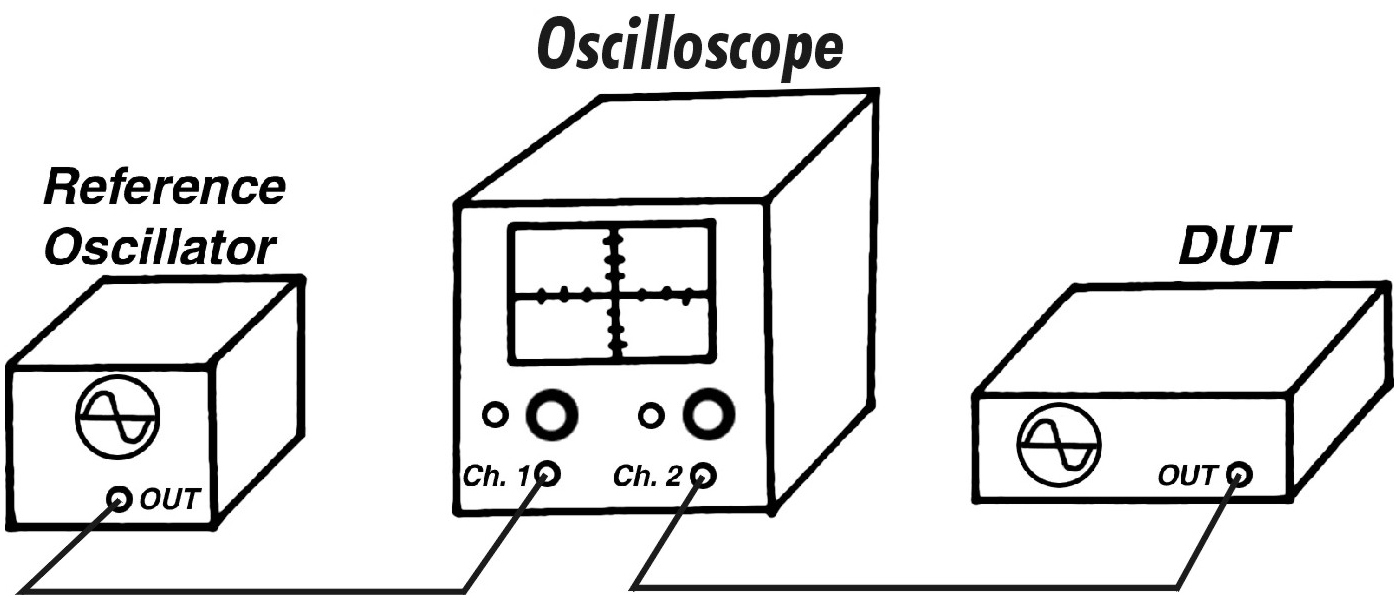 Oscilloscope
Reference
Oscillator
DUT
Ch. 1
Ch. 2
OUT
OUT